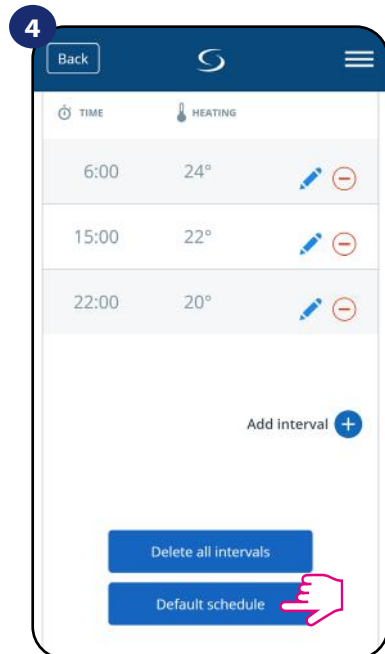 4
Back
TIME HEATING
6:00 24°
15:00 22°
22:00 20°
Add interval
Delete all intervals
Default schedule